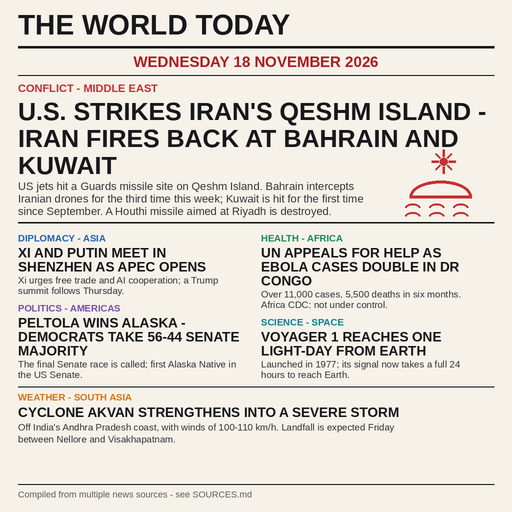 THE WORLD TODAY
WEDNESDAY 18 NOVEMBER 2026
CONFLICT - MIDDLE EAST
U.S. STRIKES IRAN'S QESHM ISLAND -
IRAN FIRES BACK AT BAHRAIN AND
KUWAIT
US jets hit a Guards missile site on Qeshm Island. Bahrain intercepts
Iranian drones for the third time this week; Kuwait is hit for the first time
since September. A Houthi missile aimed at Riyadh is destroyed.
DIPLOMACY - ASIA
XI AND PUTIN MEET IN
SHENZHEN AS APEC OPENS
Xi urges free trade and AI cooperation; a Trump
summit follows Thursday.
POLITICS - AMERICAS
PELTOLA WINS ALASKA -
DEMOCRATS TAKE 56-44 SENATE
MAJORITY
The final Senate race is called; first Alaska Native in
the US Senate.
HEALTH - AFRICA
UN APPEALS FOR HELP AS
EBOLA CASES DOUBLE IN DR
CONGO
Over 11,000 cases, 5,500 deaths in six months.
Africa CDC: not under control.
SCIENCE - SPACE
VOYAGER 1 REACHES ONE
LIGHT-DAY FROM EARTH
Launched in 1977; its signal now takes a full 24
hours to reach Earth.
WEATHER - SOUTH ASIA
CYCLONE AKVAN STRENGTHENS INTO A SEVERE STORM
Off India's Andhra Pradesh coast, with winds of 100-110 km/h. Landfall is expected Friday
between Nellore and Visakhapatnam.
Compiled from multiple news sources - see SOURCES.md